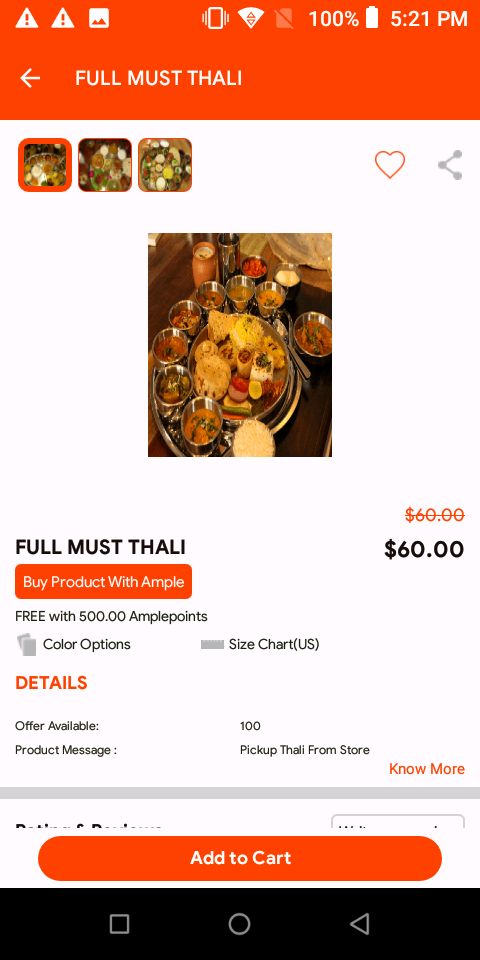 100% 5:21 PM
FULL MUST THALI
$60.00
FULL MUST THALI
$60.00
Buy Product With Ample
FREE with 500.00 Amplepoints
Color Options
Size Chart(US)
DETAILS
Offer Available: 100
Product Message : Pickup Thali From Store
Know More
Rating & Reviews
Add to Cart